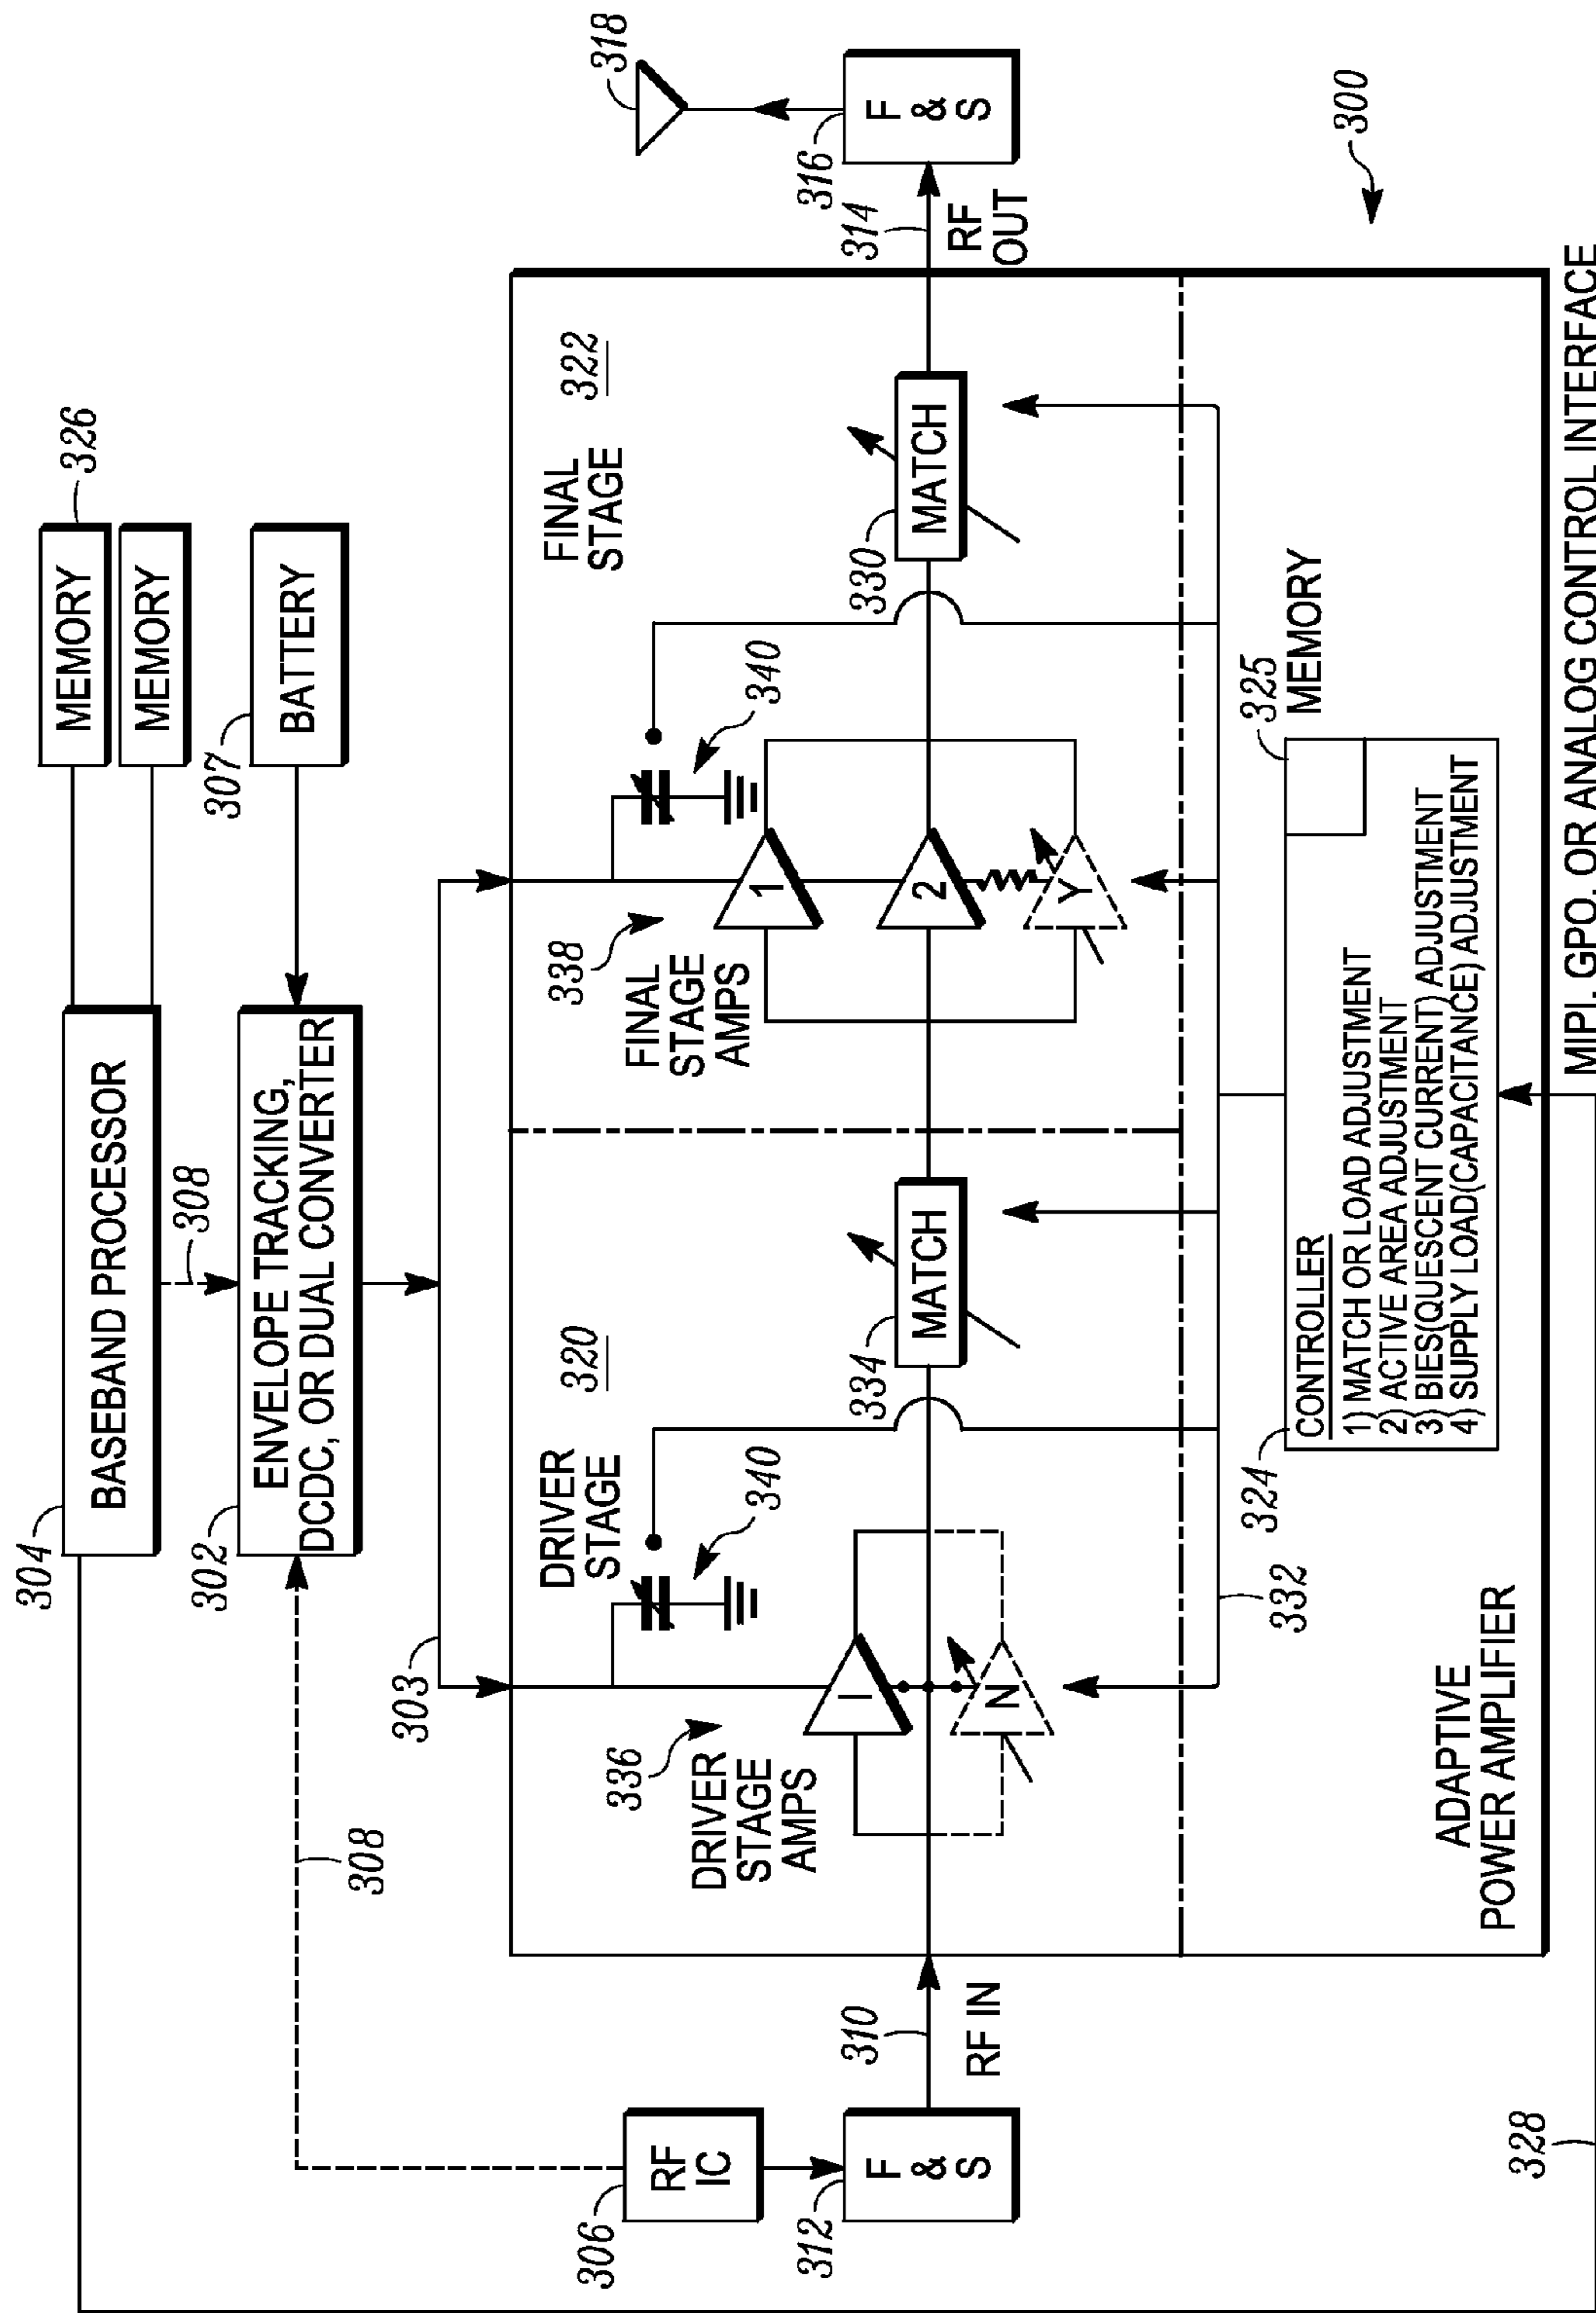 304
BASEBAND PROCESSOR
MEMORY
326
MEMORY
308
302
ENVELOPE TRACKING,
DCDC, OR DUAL CONVERTER
307
BATTERY
308
303
306
RF
IC
312
F
&
S
310
RF IN
DRIVER
STAGE
320
340
336
DRIVER
STAGE
AMPS
1
N
334
MATCH
FINAL
STAGE
322
340
338
FINAL
STAGE
AMPS
1
2
Y
330
MATCH
314
RF
OUT
316
F
&
S
318
300
332
324
CONTROLLER
1) MATCH OR LOAD ADJUSTMENT
2) ACTIVE AREA ADJUSTMENT
3) BIES(QUESCENT CURRENT) ADJUSTMENT
4) SUPPLY LOAD(CAPACITANCE) ADJUSTMENT
325
MEMORY
ADAPTIVE
POWER AMPLIFIER
328
MIPI, GPO, OR ANALOG CONTROL INTERFACE